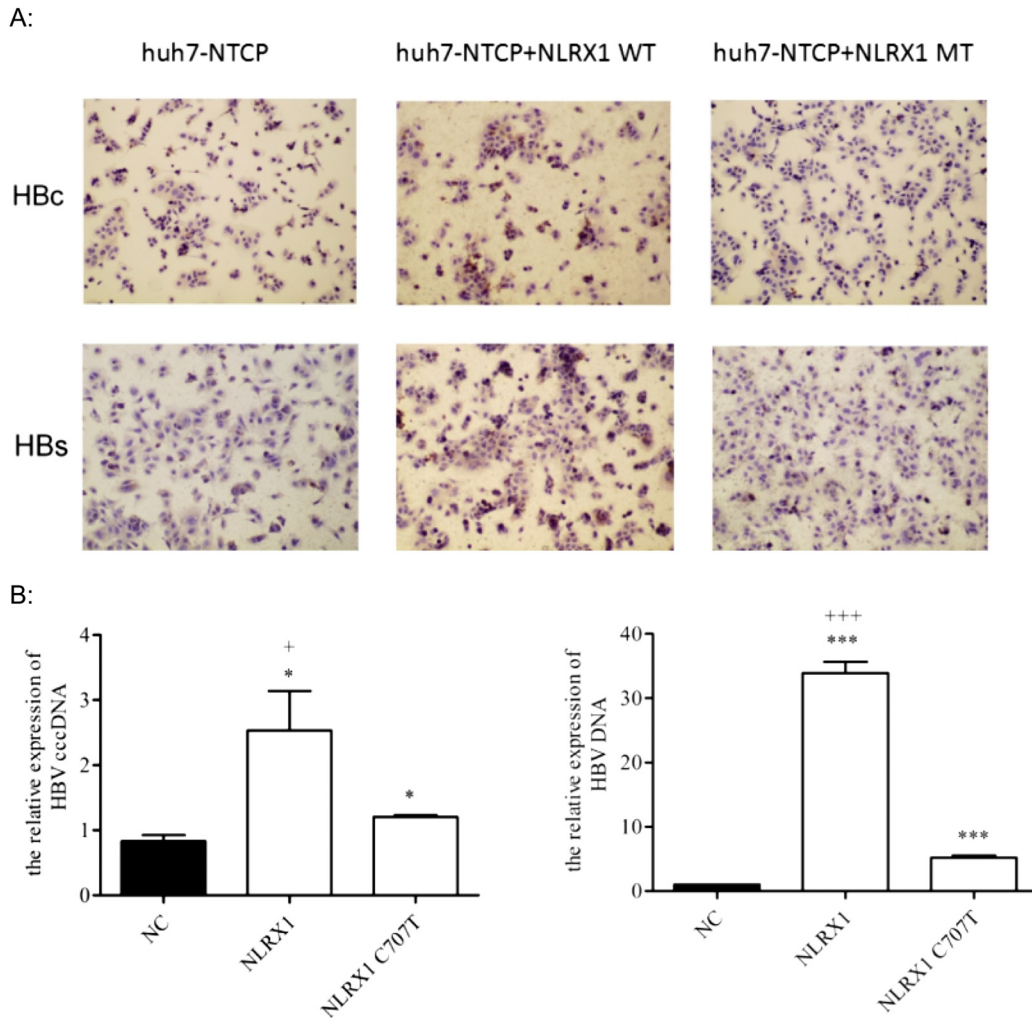 A:
huh7-NTCP
huh7-NTCP+NLRX1 WT
huh7-NTCP+NLRX1 MT
HBc
HBs
B:
the relative expression of
HBV cccDNA
4
3
2
1
0
+
*
*
NC
NLRX1
NLRX1 C707T
the relative expression of
HBV DNA
40
30
20
10
0
+++
***
***
NC
NLRX1
NLRX1 C707T